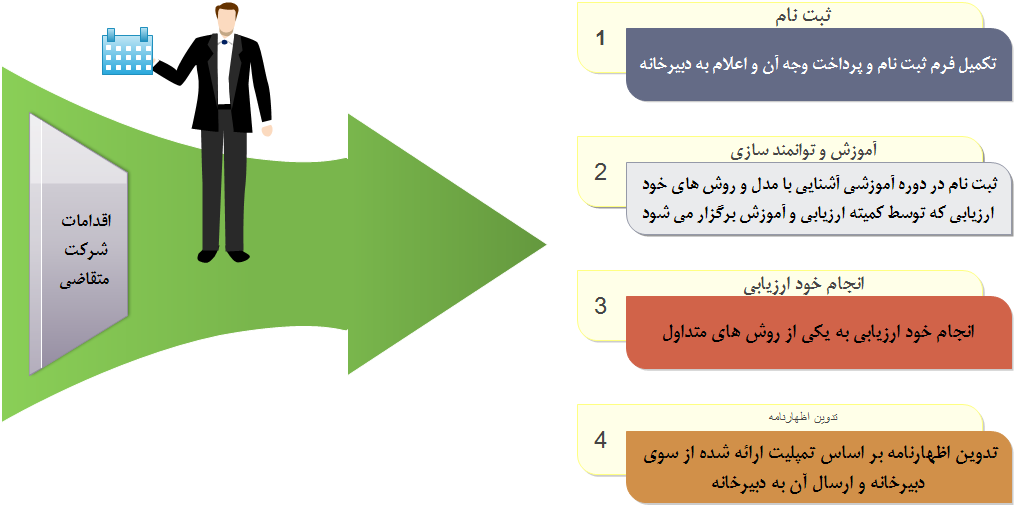 اقدامات
شرکت
متقاضی
1
ثبت نام
تکمیل فرم ثبت نام و پرداخت وجه آن و اعلام به دبیرخانه
2
آموزش و توانمند سازی
ثبت نام در دوره آموزشی آشنایی با مدل و روش های خود
ارزیابی که توسط کمیته ارزیابی و آموزش برگزار می شود
3
انجام خود ارزیابی
انجام خود ارزیابی به یکی از روش های متداول
4
تدوین اظهارنامه
تدوین اظهارنامه بر اساس تمپلیت ارائه شده از سوی
دبیرخانه و ارسال آن به دبیرخانه